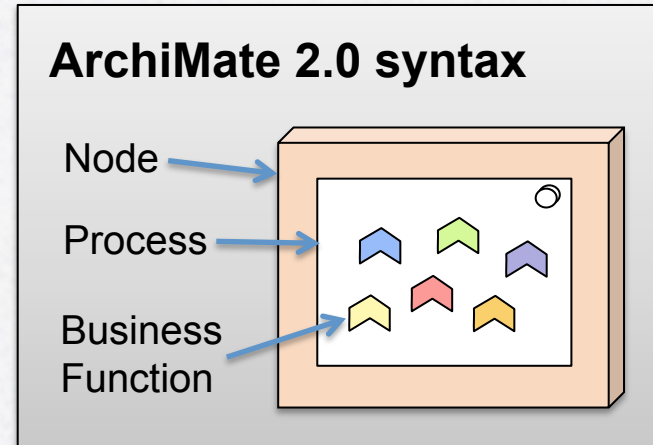 ArchiMate 2.0 syntax
Node
Process
Business
Function